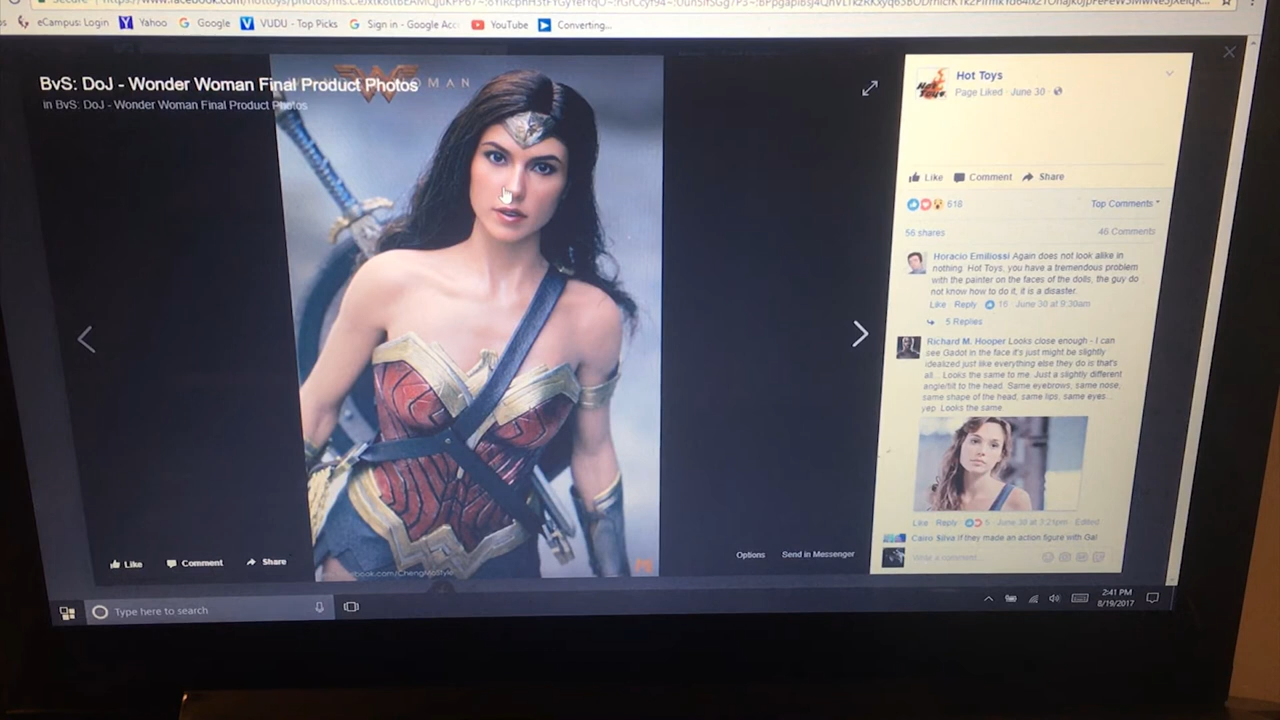 eCampus: Login Yahoo Google VUDU - Top Picks Sign in - Google Acc YouTube Converting...
BvS: DoJ - Wonder Woman Final Product Photos
in BvS: DoJ - Wonder Woman Final Product Photos
Hot Toys
Page Liked · June 30 ·
Like Comment Share
618 Top Comments
56 shares 46 Comments
Horacio Emiliossi Again does not look alike in
nothing. Hot Toys, you have a tremendous problem
with the painter on the faces of the dolls, the guy do
not know how to do it, it is a disaster.
Like · Reply · 16 · June 30 at 9:30am
5 Replies
Richard M. Hooper Looks close enough - I can
see Gadot in the face it's just might be slightly
idealized just like everything else they do is that's
all... Looks the same to me. Just a slightly different
angle/tilt to the head. Same eyebrows, same nose,
same shape of the head, same lips, same eyes...
yep. Looks the same.
Like · Reply · 5 · June 30 at 3:21pm · Edited
Cairo Silva If they made an action figure with Gal
Write a comment...
Like Comment Share
Options Send in Messenger
Type here to search
2:41 PM
8/19/2017